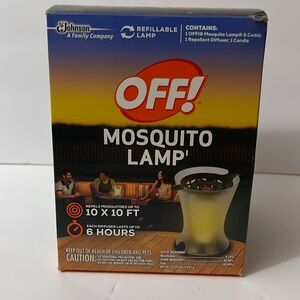 Johnson
A Family Company
REFILLABLE
LAMP
CONTAINS:
1 OFF!® Mosquito Lamp® & Caddy
1 Repellent Diffuser, 1 Candle
OFF!
MOSQUITO
LAMP
REPELS MOSQUITOES UP TO
10 X 10 FT
EACH DIFFUSER LASTS UP TO
6 HOURS
KEEP OUT OF REACH OF CHILDREN AND PETS.
CAUTION: